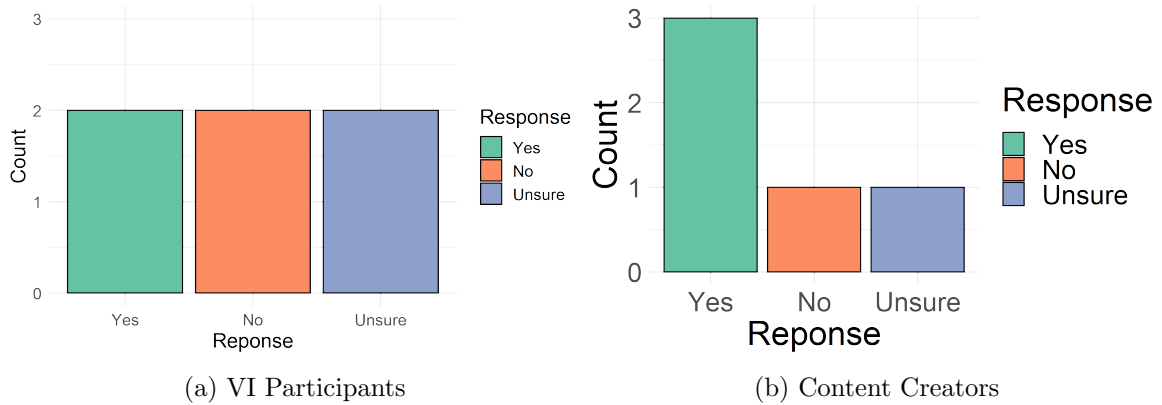 3
2
1
0
Count
Yes
No
Unsure
Reponse
Response
Yes
No
Unsure
(a) VI Participants
3
2
1
0
Count
Yes
No
Unsure
Reponse
Response
Yes
No
Unsure
(b) Content Creators